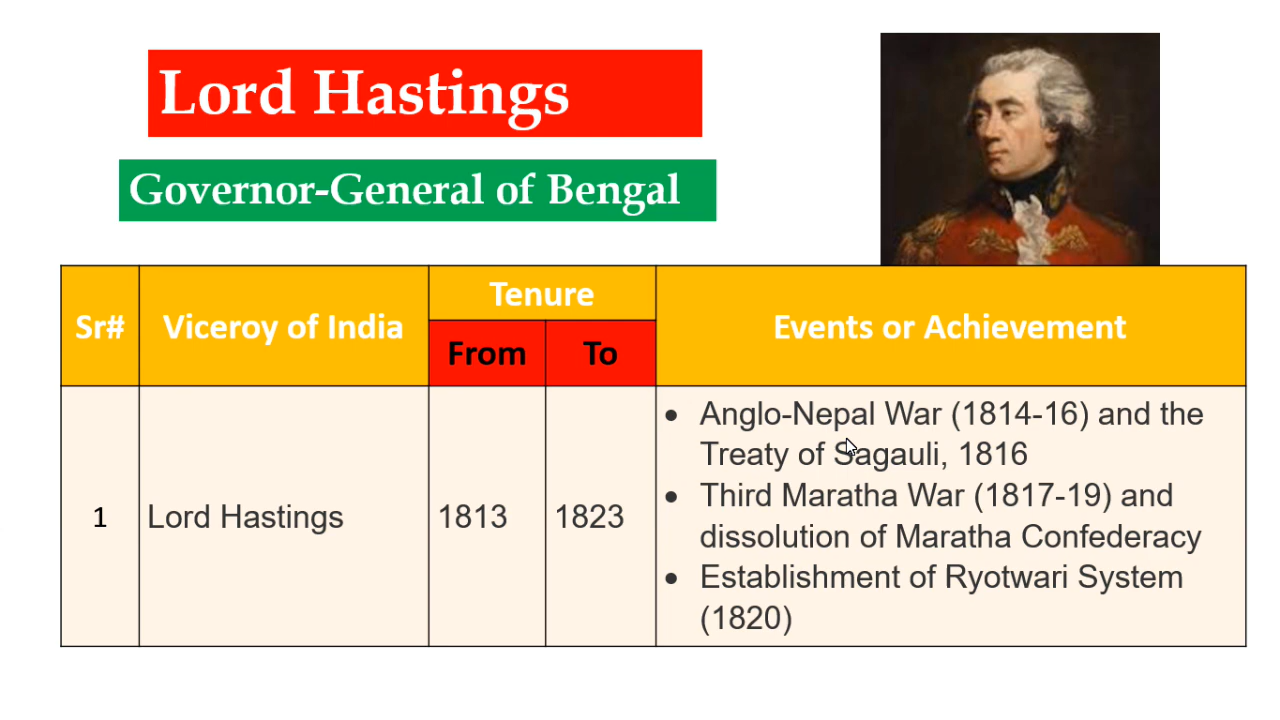 Lord Hastings
Governor-General of Bengal
Sr#
Viceroy of India
Tenure
From
To
Events or Achievement
1
Lord Hastings
1813
1823
• Anglo-Nepal War (1814-16) and the
Treaty of Sagauli, 1816
• Third Maratha War (1817-19) and
dissolution of Maratha Confederacy
• Establishment of Ryotwari System
(1820)